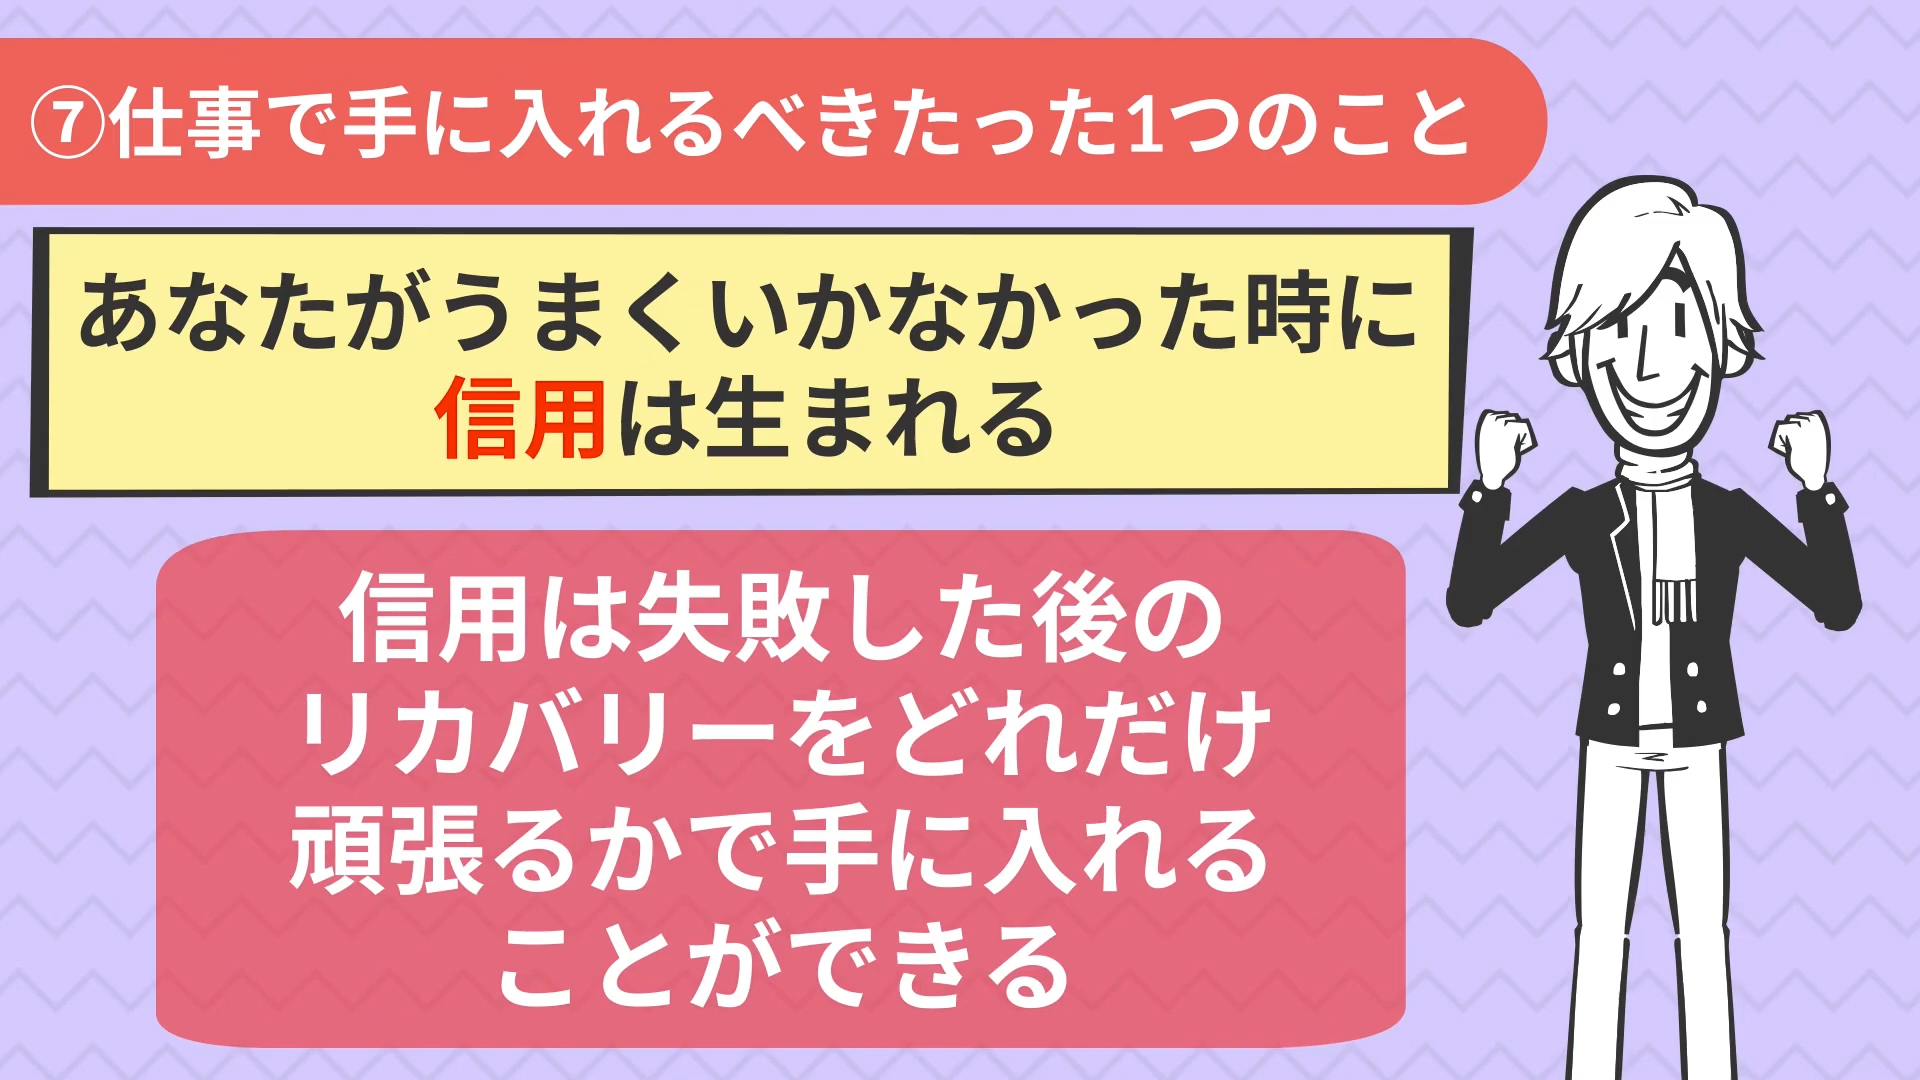 ⑦仕事で手に入れるべきたった1つのこと
あなたがうまくいかなかった時に
信用は生まれる
信用は失敗した後の
リカバリーをどれだけ
頑張るかで手に入れる
ことができる